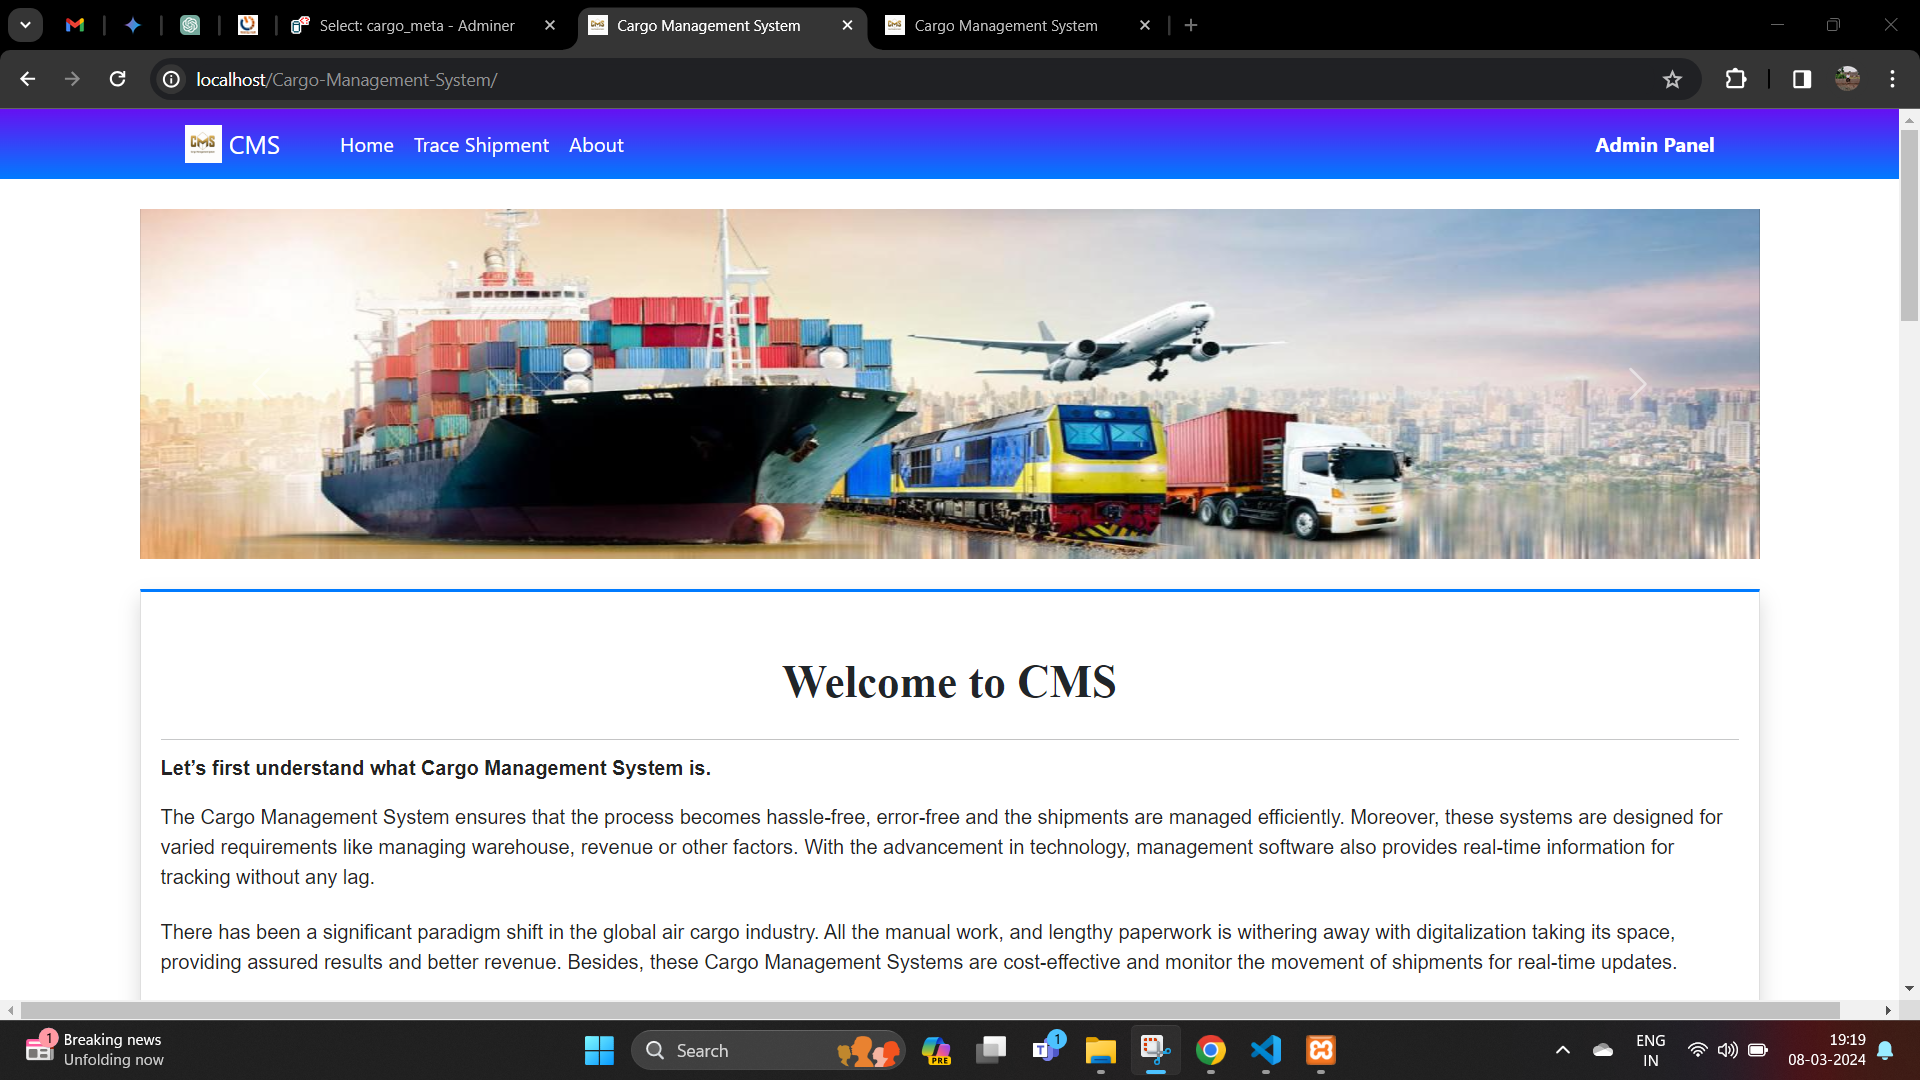 Select: cargo_meta - Adminer
Cargo Management System
Cargo Management System
localhost/Cargo-Management-System/
CMS
CMS
Home
Trace Shipment
About
Admin Panel
Welcome to CMS
Let’s first understand what Cargo Management System is.
The Cargo Management System ensures that the process becomes hassle-free, error-free and the shipments are managed efficiently. Moreover, these systems are designed for
varied requirements like managing warehouse, revenue or other factors. With the advancement in technology, management software also provides real-time information for
tracking without any lag.
There has been a significant paradigm shift in the global air cargo industry. All the manual work, and lengthy paperwork is withering away with digitalization taking its space,
providing assured results and better revenue. Besides, these Cargo Management Systems are cost-effective and monitor the movement of shipments for real-time updates.
1
Breaking news
Unfolding now
Search
PRE
1
ENG
IN
19:19
08-03-2024